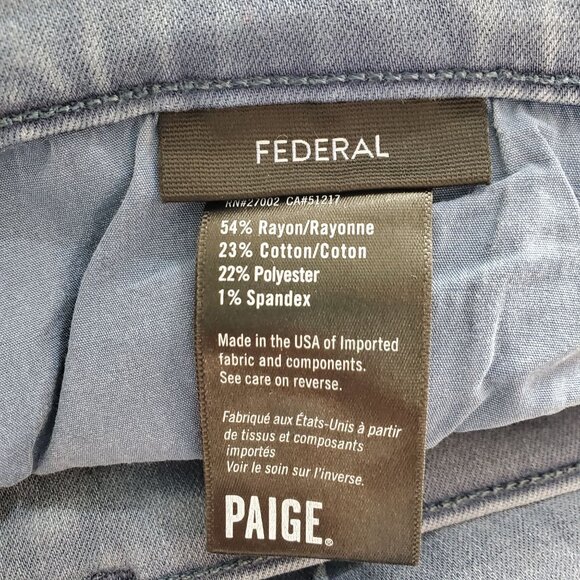 FEDERAL
RN#27002 CA#51217
54% Rayon/Rayonne
23% Cotton/Coton
22% Polyester
1% Spandex
Made in the USA of Imported
fabric and components.
See care on reverse.
Fabriqué aux États-Unis à partir
de tissus et composants
importés
Voir le soin sur l'inverse.
PAIGE®